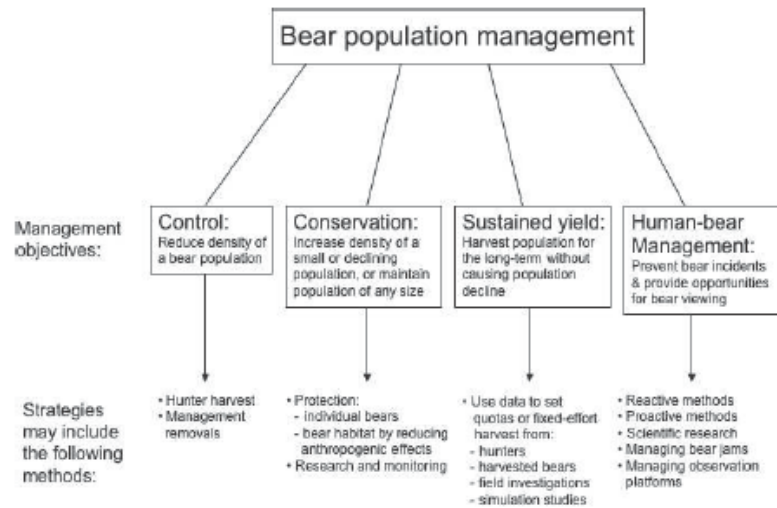 Bear population management
Management
objectives:
Control:
Reduce density of
a bear population
Conservation:
Increase density of a
small or declining
population, or maintain
population of any size
Sustained yield:
Harvest population for
the long-term without
causing population
decline
Human-bear
Management:
Prevent bear incidents
& provide opportunities
for bear viewing
Strategies
may include
the following
methods:
• Hunter harvest
• Management
removals
• Protection:
- individual bears
- bear habitat by reducing
anthropogenic effects
• Research and monitoring
• Use data to set
quotas or fixed-effort
harvest from:
- hunters
- harvested bears
- field investigations
- simulation studies
• Reactive methods
• Proactive methods
• Scientific research
• Managing bear jams
• Managing observation
platforms